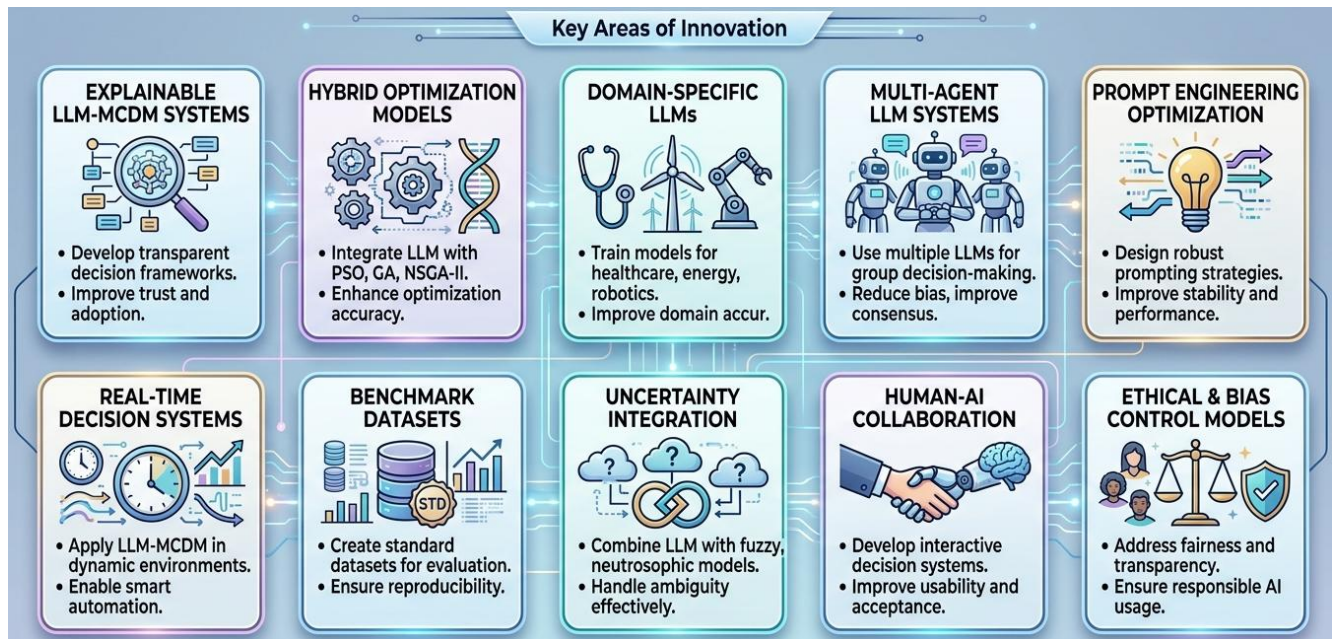 Key Areas of Innovation
EXPLAINABLE
LLM-MCDM SYSTEMS
• Develop transparent
decision frameworks.
• Improve trust and
adoption.
HYBRID OPTIMIZATION
MODELS
• Integrate LLM with
PSO, GA, NSGA-II.
• Enhance optimization
accuracy.
DOMAIN-SPECIFIC
LLMs
• Train models for
healthcare, energy,
robotics.
• Improve domain accur.
MULTI-AGENT
LLM SYSTEMS
• Use multiple LLMs for
group decision-making.
• Reduce bias, improve
consensus.
PROMPT ENGINEERING
OPTIMIZATION
• Design robust
prompting strategies.
• Improve stability and
performance.
REAL-TIME
DECISION SYSTEMS
• Apply LLM-MCDM in
dynamic environments.
• Enable smart
automation.
BENCHMARK
DATASETS
STD
• Create standard
datasets for evaluation.
• Ensure reproducibility.
UNCERTAINTY
INTEGRATION
? ? ?
• Combine LLM with fuzzy,
neutrosophic models.
• Handle ambiguity
effectively.
HUMAN-AI
COLLABORATION
• Develop interactive
decision systems.
• Improve usability and
acceptance.
ETHICAL & BIAS
CONTROL MODELS
• Address fairness and
transparency.
• Ensure responsible AI
usage.